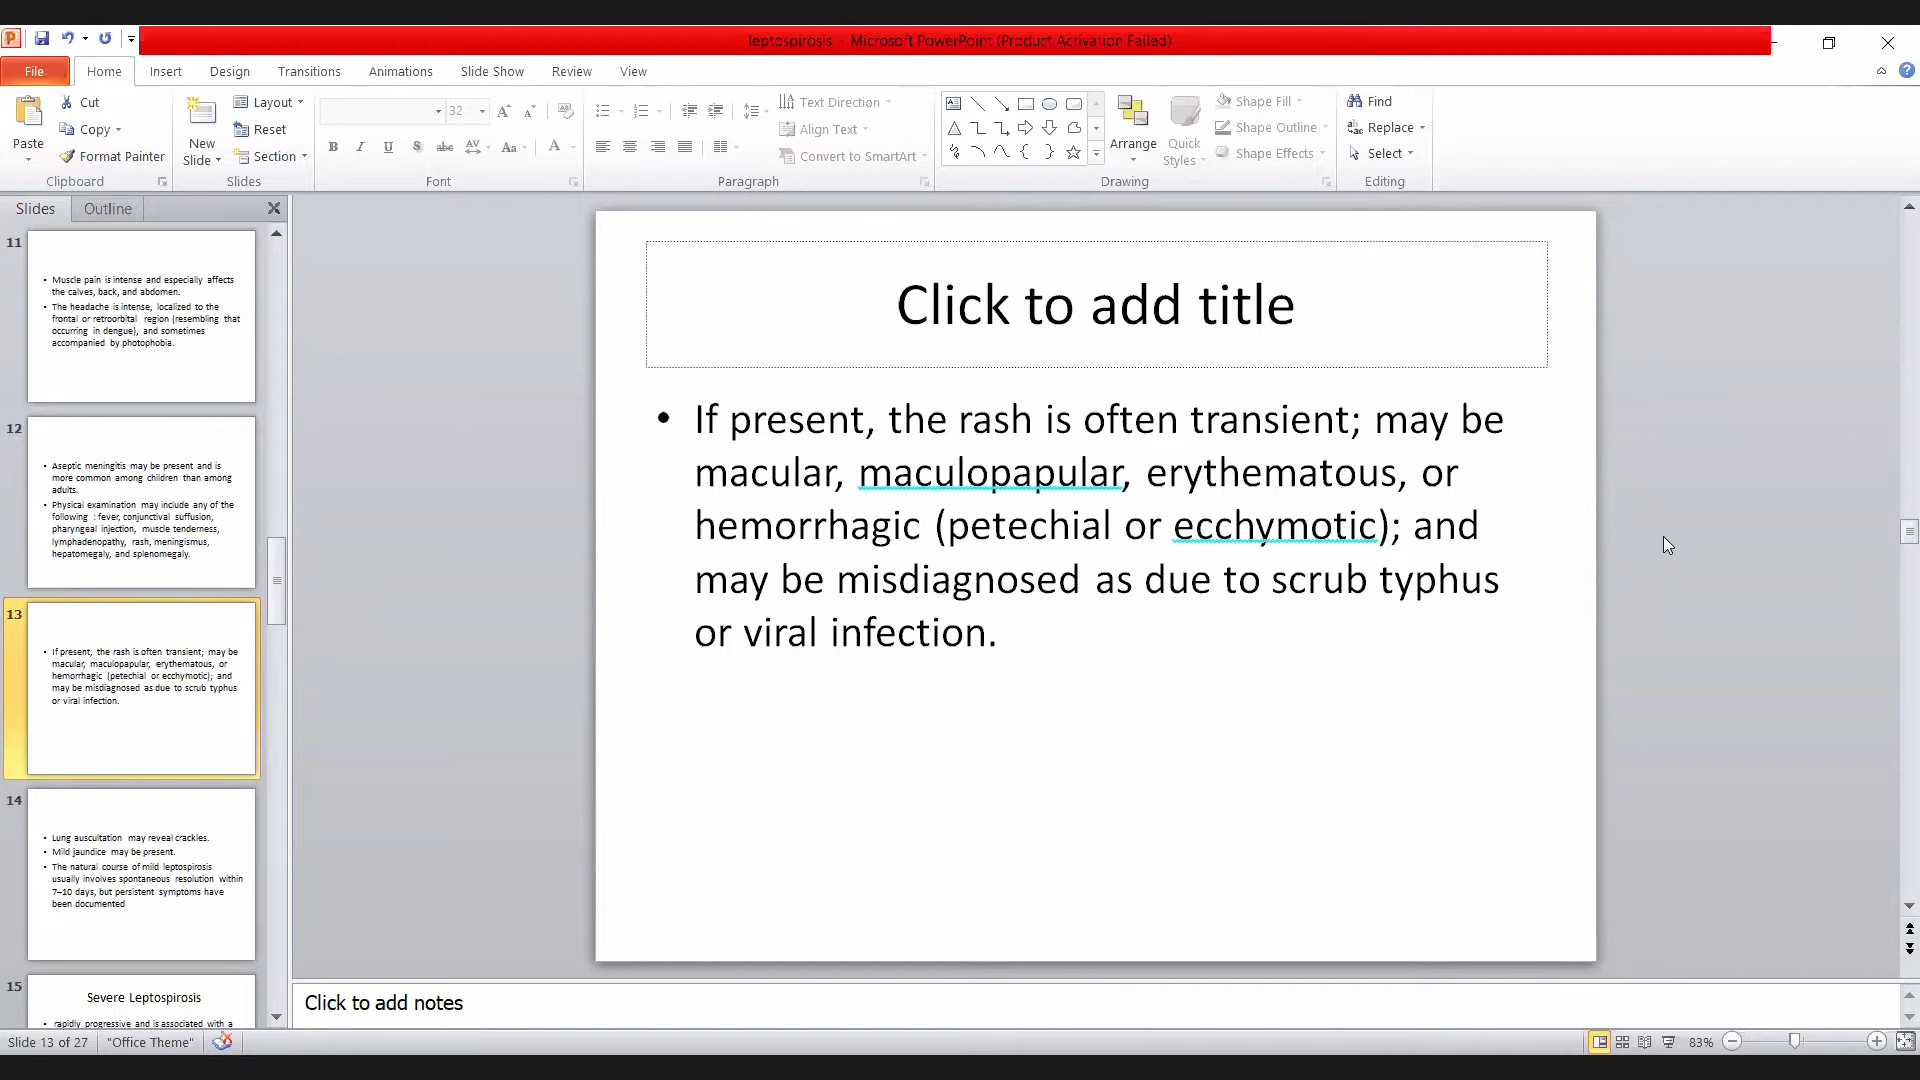 leptospirosis - Microsoft PowerPoint (Product Activation Failed)
File Home Insert Design Transitions Animations Slide Show Review View
Paste
Cut
Copy
Format Painter
Clipboard
New
Slide
Layout
Reset
Section
Slides
32
Font
Text Direction
Align Text
Convert to SmartArt
Paragraph
Arrange
Quick
Styles
Shape Fill
Shape Outline
Shape Effects
Drawing
Find
Replace
Select
Editing
Slides Outline
11
• Muscle pain is intense and especially affects
the calves, back, and abdomen.
• The headache is intense, localized to the
frontal or retroorbital region (resembling that
occurring in dengue), and sometimes
accompanied by photophobia.
12
• Aseptic meningitis may be present and is
more common among children than among
adults.
• Physical examination may include any of the
following : fever, conjunctival suffusion,
pharyngeal injection, muscle tenderness,
lymphadenopathy, rash, meningismus,
hepatomegaly, and splenomegaly.
13
• If present, the rash is often transient; may be
macular, maculopapular, erythematous, or
hemorrhagic (petechial or ecchymotic); and
may be misdiagnosed as due to scrub typhus
or viral infection.
14
• Lung auscultation may reveal crackles.
• Mild jaundice may be present.
• The natural course of mild leptospirosis
usually involves spontaneous resolution within
7–10 days, but persistent symptoms have
been documented
15
Severe Leptospirosis
• rapidly progressive and is associated with a
Click to add title
• If present, the rash is often transient; may be
macular, maculopapular, erythematous, or
hemorrhagic (petechial or ecchymotic); and
may be misdiagnosed as due to scrub typhus
or viral infection.
Click to add notes
Slide 13 of 27 "Office Theme" 83%